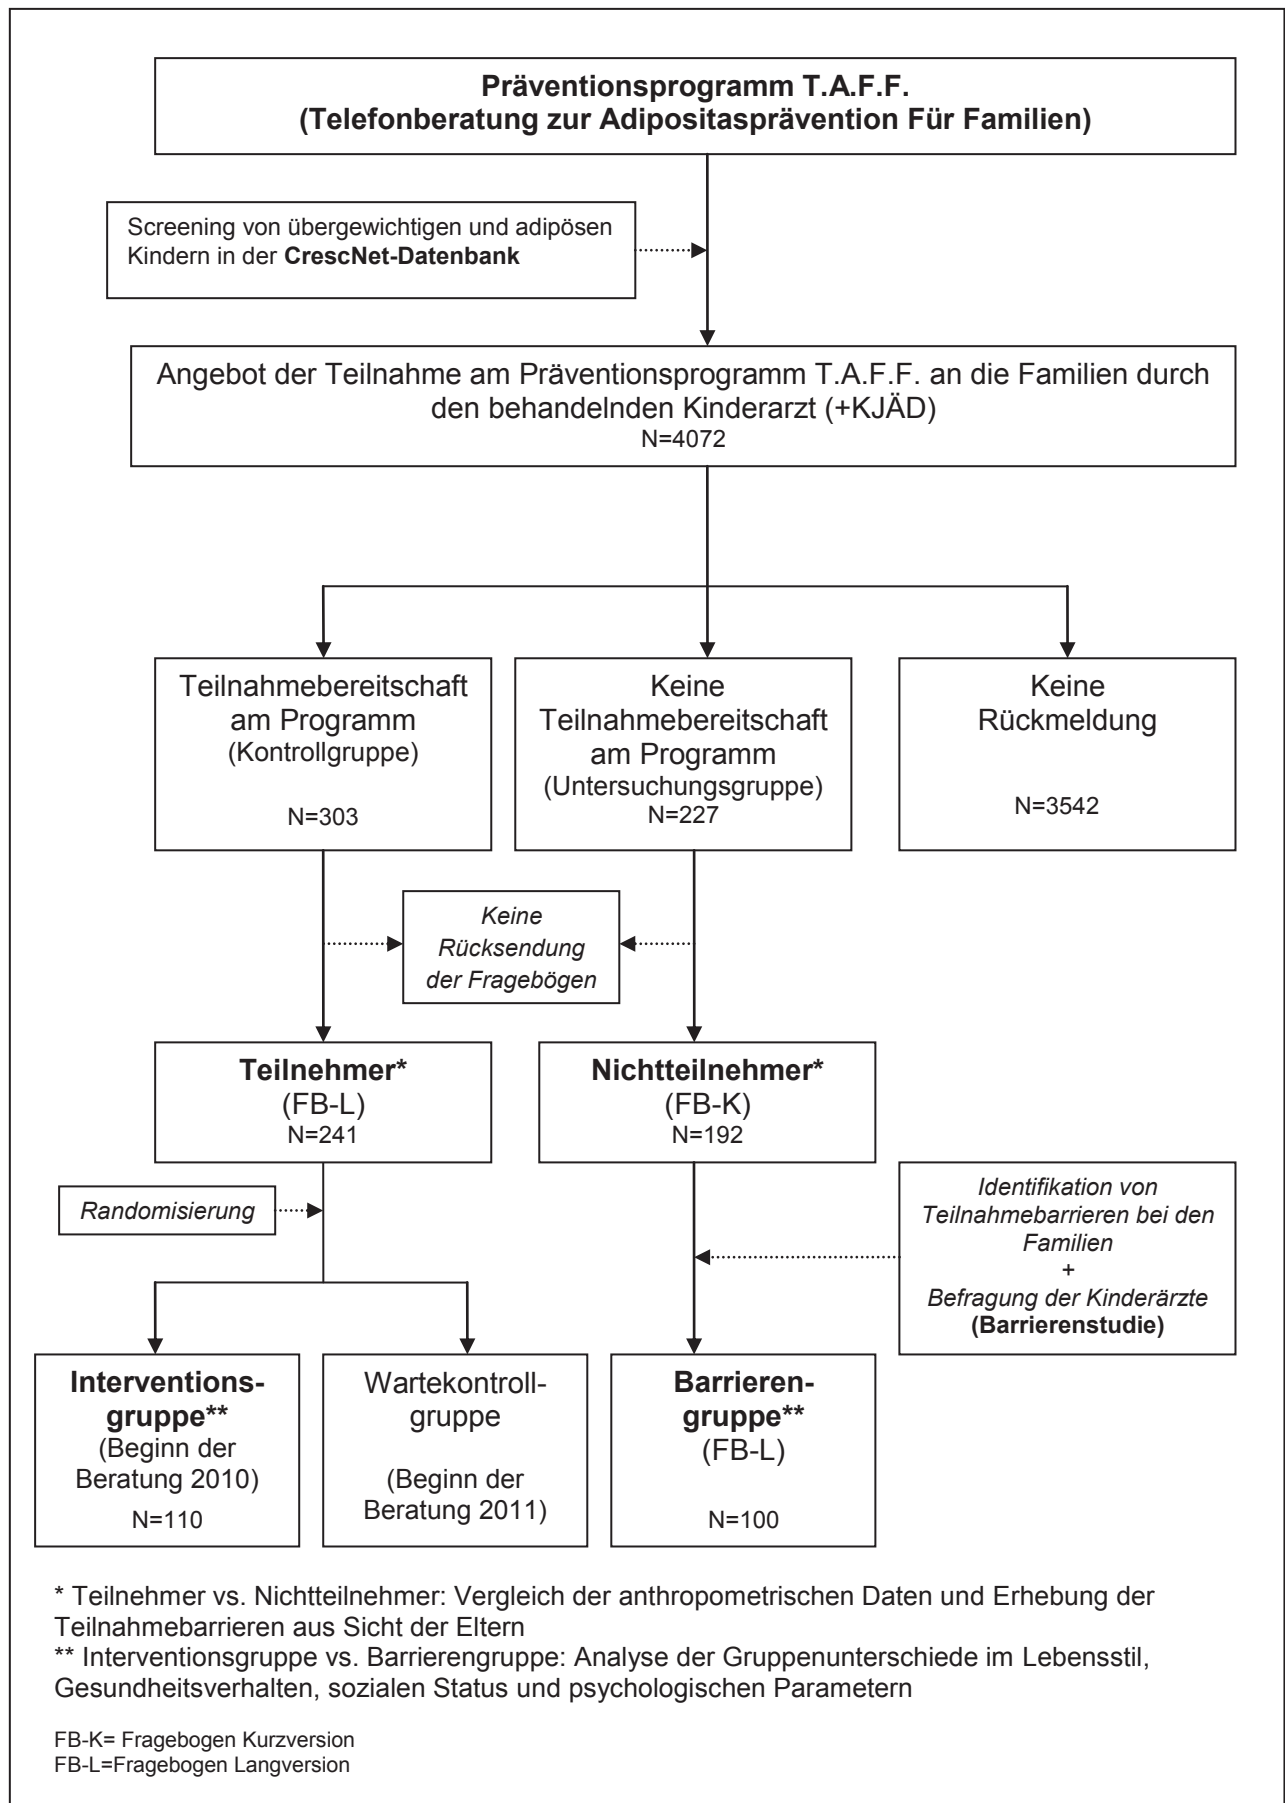 Präventionsprogramm T.A.F.F.
(Telefonberatung zur Adipositasprävention Für Familien)
Screening von übergewichtigen und adipösen
Kindern in der CrescNet-Datenbank
Angebot der Teilnahme am Präventionsprogramm T.A.F.F. an die Familien durch
den behandelnden Kinderarzt (+KJÄD)
N=4072
Teilnahmebereitschaft
am Programm
(Kontrollgruppe)
N=303
Keine
Teilnahmebereitschaft
am Programm
(Untersuchungsgruppe)
N=227
Keine
Rückmeldung
N=3542
Keine
Rücksendung
der Fragebögen
Teilnehmer*
(FB-L)
N=241
Nichtteilnehmer*
(FB-K)
N=192
Randomisierung
Identifikation von
Teilnahmebarrieren bei den
Familien
+
Befragung der Kinderärzte
(Barrierenstudie)
Interventions-
gruppe**
(Beginn der
Beratung 2010)
N=110
Wartekontroll-
gruppe
(Beginn der
Beratung 2011)
Barrieren-
gruppe**
(FB-L)
N=100
* Teilnehmer vs. Nichtteilnehmer: Vergleich der anthropometrischen Daten und Erhebung der
Teilnahmebarrieren aus Sicht der Eltern
** Interventionsgruppe vs. Barrierengruppe: Analyse der Gruppenunterschiede im Lebensstil,
Gesundheitsverhalten, sozialen Status und psychologischen Parametern
FB-K= Fragebogen Kurzversion
FB-L=Fragebogen Langversion